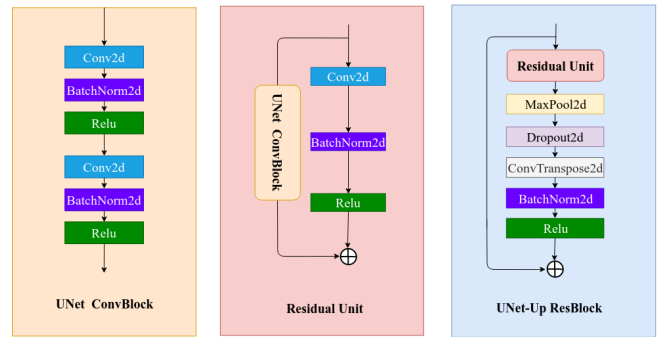 Conv2d
BatchNorm2d
Relu
Conv2d
BatchNorm2d
Relu
UNet ConvBlock
UNet ConvBlock
Conv2d
BatchNorm2d
Relu
Residual Unit
Residual Unit
MaxPool2d
Dropout2d
ConvTranspose2d
BatchNorm2d
Relu
UNet-Up ResBlock